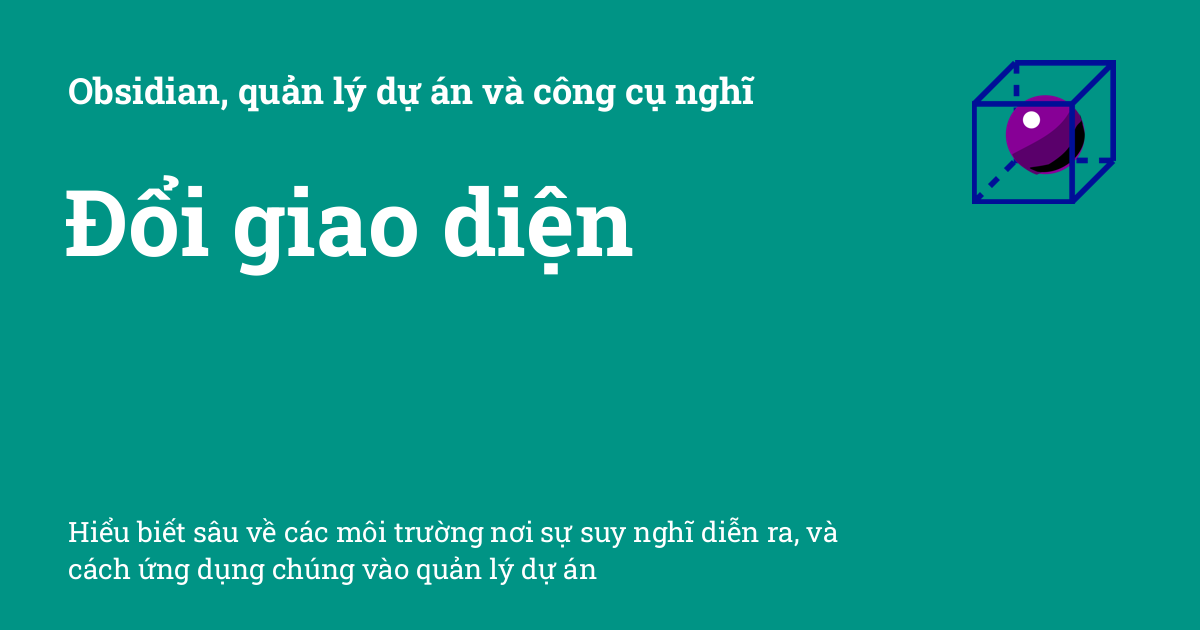 Obsidian, quản lý dự án và công cụ nghĩ
Đổi giao diện
Hiểu biết sâu về các môi trường nơi sự suy nghĩ diễn ra, và
cách ứng dụng chúng vào quản lý dự án